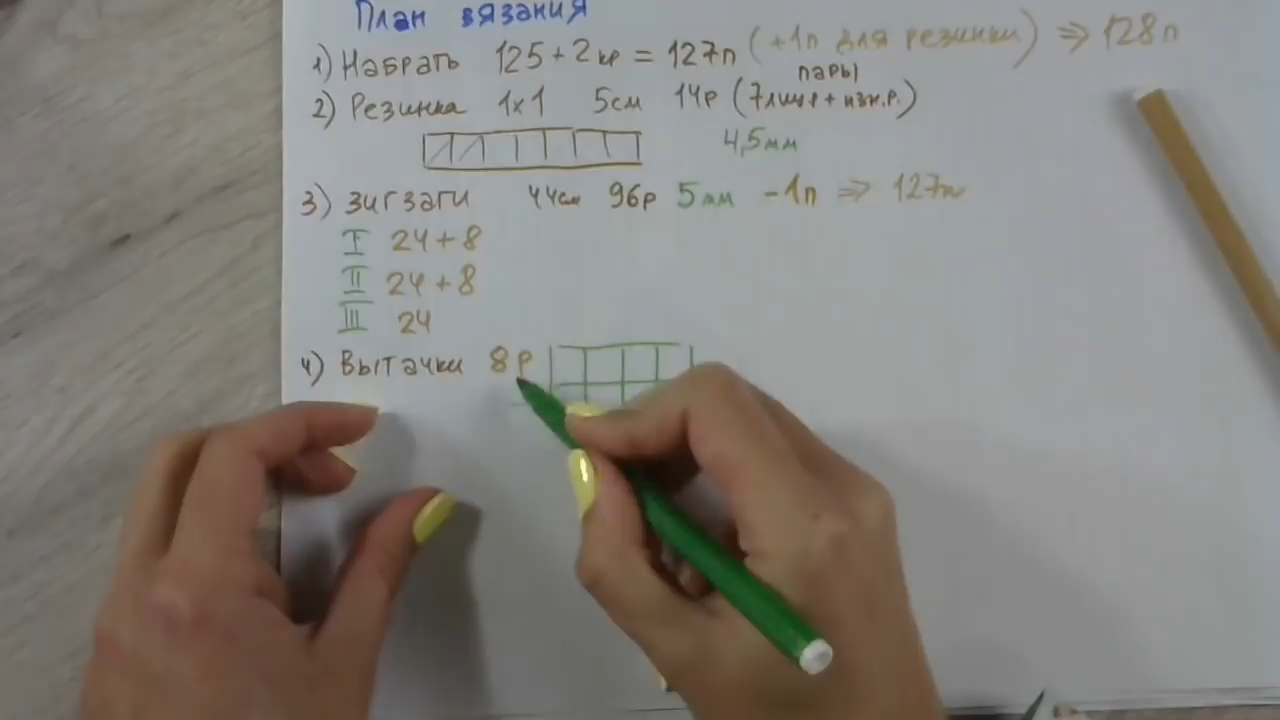 План вязания
1) Набрать 125 + 2 кр = 127п (+1п для резинки) ⇒ 128п
пары
2) Резинка 1х1 5см 14р (7лиц.р + изн.р.)
4,5мм
3) зигзаги 44см 96р 5мм -1п ⇒ 127п
I 24 + 8
II 24 + 8
III 24
4) Вытачки 8р